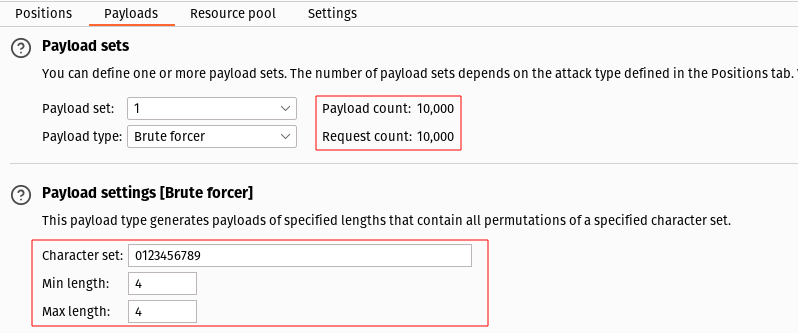 Positions Payloads Resource pool Settings
Payload sets
You can define one or more payload sets. The number of payload sets depends on the attack type defined in the Positions tab.
Payload set: 1 Payload count: 10,000
Payload type: Brute forcer Request count: 10,000
Payload settings [Brute forcer]
This payload type generates payloads of specified lengths that contain all permutations of a specified character set.
Character set: 0123456789
Min length: 4
Max length: 4